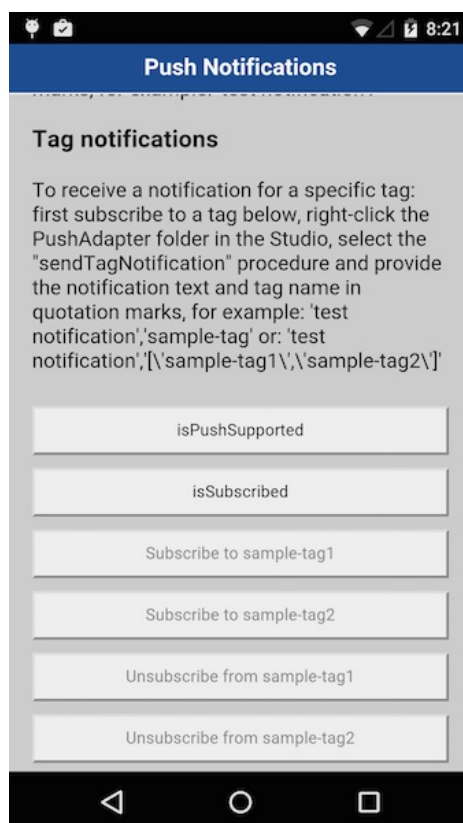 8:21
Push Notifications
Tag notifications
To receive a notification for a specific tag:
first subscribe to a tag below, right-click the
PushAdapter folder in the Studio, select the
"sendTagNotification" procedure and provide
the notification text and tag name in
quotation marks, for example: 'test
notification','sample-tag' or: 'test
notification','[\'sample-tag1\',\'sample-tag2\']'
isPushSupported
isSubscribed
Subscribe to sample-tag1
Subscribe to sample-tag2
Unsubscribe from sample-tag1
Unsubscribe from sample-tag2